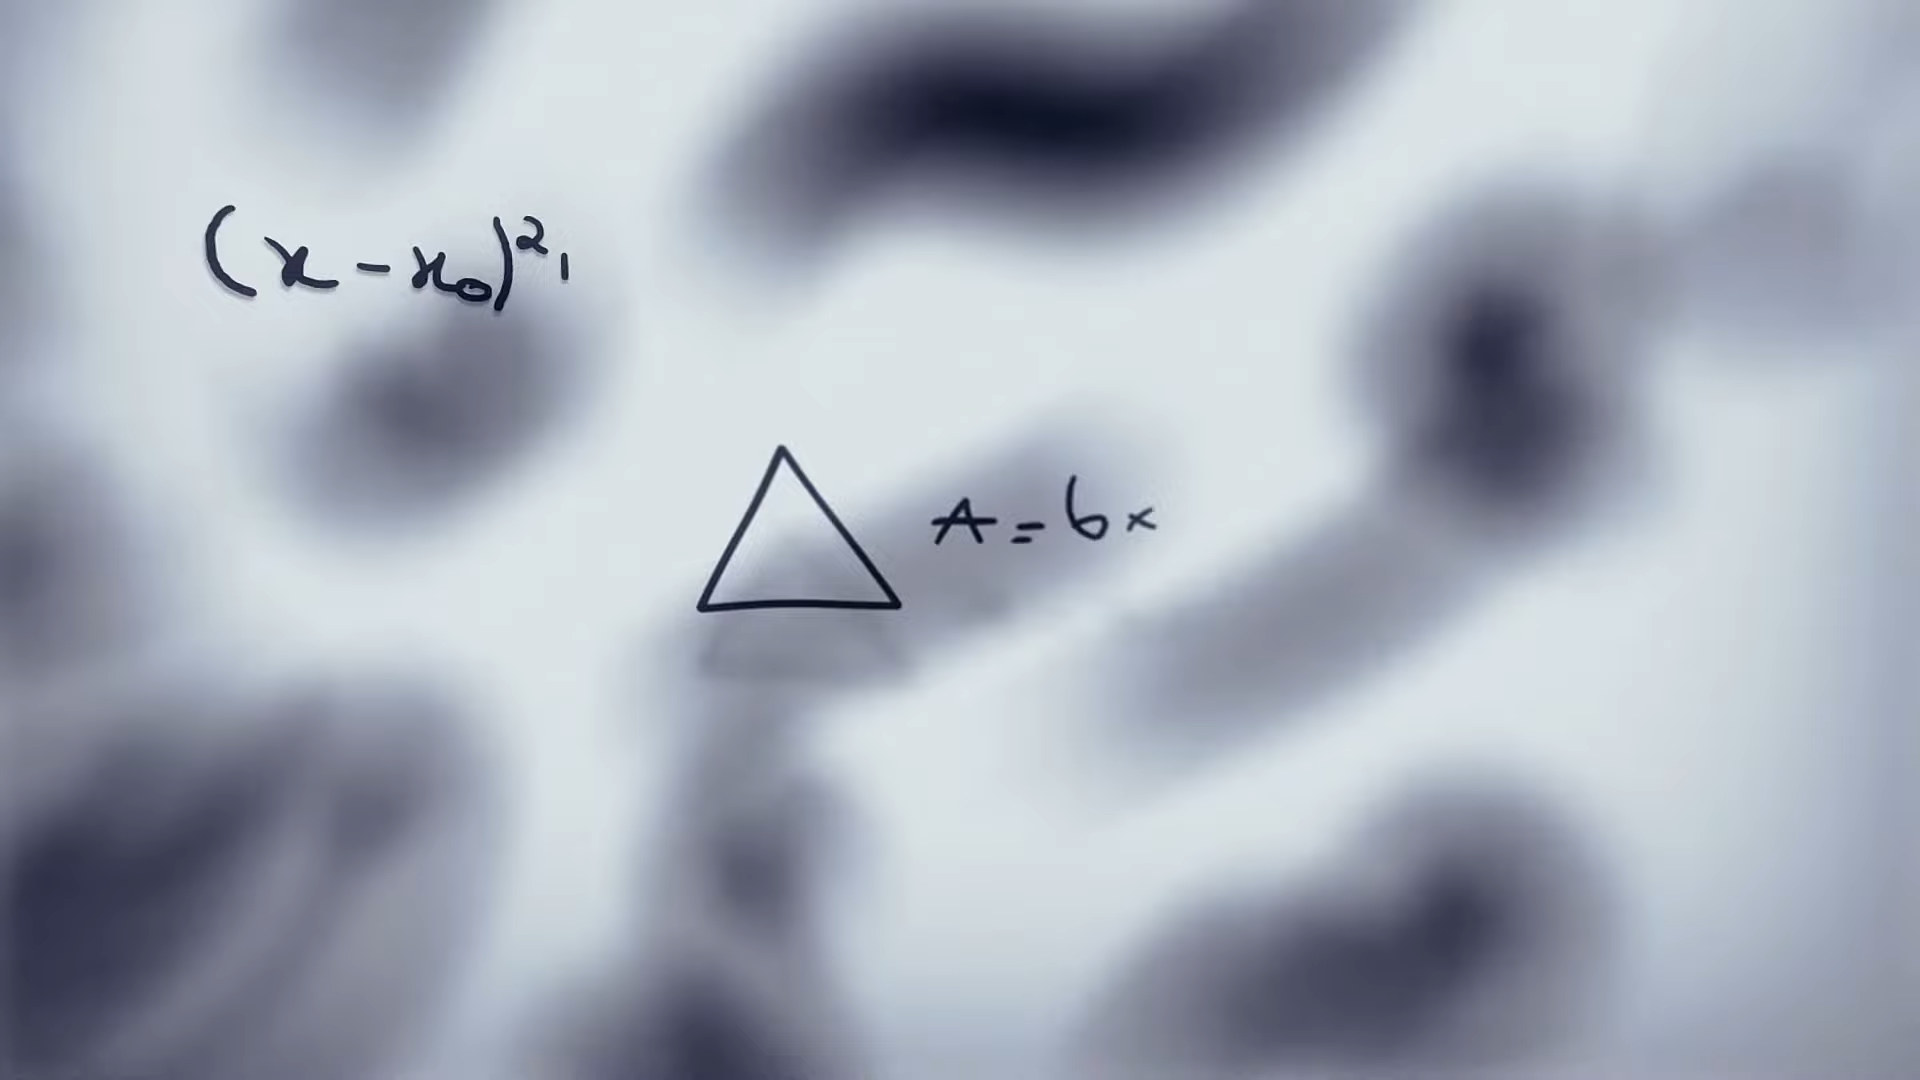 (x - x₀)²
A = 6x